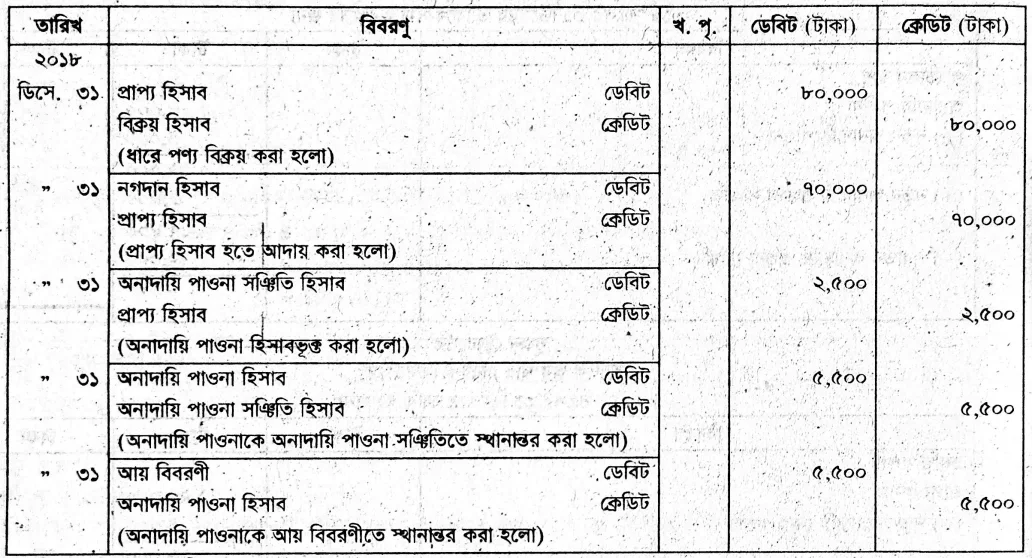 তারিখ বিবরণ খ. পৃ. ডেবিট (টাকা) ক্রেডিট (টাকা)
২০১৮
ডিসে. ৩১ প্রাপ্য হিসাব ডেবিট ৮০,০০০
বিক্রয় হিসাব ক্রেডিট ৮০,০০০
(ধারে পণ্য বিক্রয় করা হলো)
” ৩১ নগদান হিসাব ডেবিট ৭০,০০০
প্রাপ্য হিসাব ক্রেডিট ৭০,০০০
(প্রাপ্য হিসাব হতে আদায় করা হলো)
” ৩১ অনাদায়ি পাওনা সঞ্চিতি হিসাব ডেবিট ২,৫০০
প্রাপ্য হিসাব ক্রেডিট ২,৫০০
(অনাদায়ি পাওনা হিসাবভূক্ত করা হলো)
” ৩১ অনাদায়ি পাওনা হিসাব ডেবিট ৫,৫০০
অনাদায়ি পাওনা সঞ্চিতি হিসাব ক্রেডিট ৫,৫০০
(অনাদায়ি পাওনাকে অনাদায়ি পাওনা সঞ্চিতিতে স্থানান্তর করা হলো)
” ৩১ আয় বিবরণী ডেবিট ৫,৫০০
অনাদায়ি পাওনা হিসাব ক্রেডিট ৫,৫০০
(অনাদায়ি পাওনাকে আয় বিবরণীতে স্থানান্তর করা হলো)